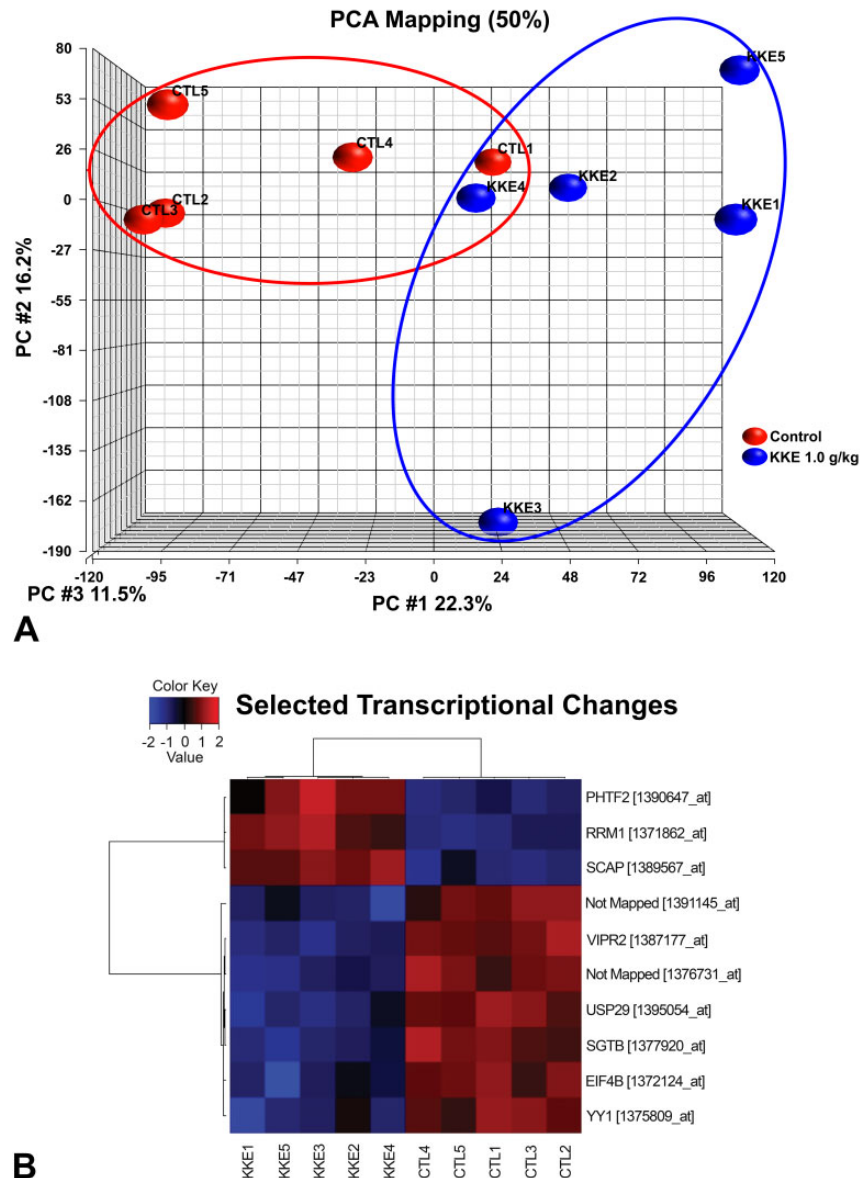 PCA Mapping (50%)
80
53
26
0
-27
-55
-81
-108
-135
-162
-190
PC #2 16.2%
CTL5
CTL4
CTL1
CTL2
CTL3
KKE5
KKE2
KKE4
KKE1
KKE3
Control
KKE 1.0 g/kg
-120 -95 -71 -47 -23 0 24 48 72 96 120
PC #3 11.5%
PC #1 22.3%
A
Color Key
-2 -1 0 1 2
Value
Selected Transcriptional Changes
PHTF2 [1390647_at]
RRM1 [1371862_at]
SCAP [1389567_at]
Not Mapped [1391145_at]
VIPR2 [1387177_at]
Not Mapped [1376731_at]
USP29 [1395054_at]
SGTB [1377920_at]
EIF4B [1372124_at]
YY1 [1375809_at]
KKE1 KKE5 KKE3 KKE2 KKE4 CTL4 CTL5 CTL1 CTL3 CTL2
B